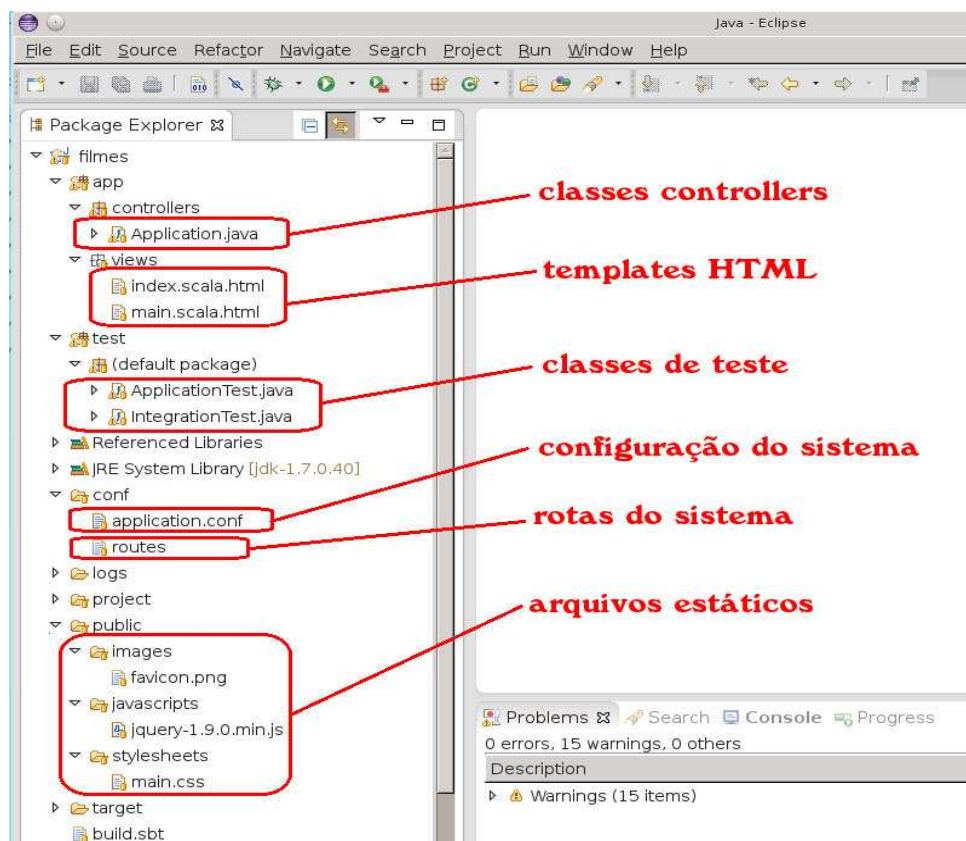 Java - Eclipse
File Edit Source Refactor Navigate Search Project Run Window Help
Package Explorer
filmes
app
controllers
Application.java
views
index.scala.html
main.scala.html
test
(default package)
ApplicationTest.java
IntegrationTest.java
Referenced Libraries
JRE System Library [jdk-1.7.0.40]
conf
application.conf
routes
logs
project
public
images
favicon.png
javascripts
jquery-1.9.0.min.js
stylesheets
main.css
target
build.sbt
classes controllers
templates HTML
classes de teste
configuração do sistema
rotas do sistema
arquivos estáticos
Problems Search Console Progress
0 errors, 15 warnings, 0 others
Description
Warnings (15 items)